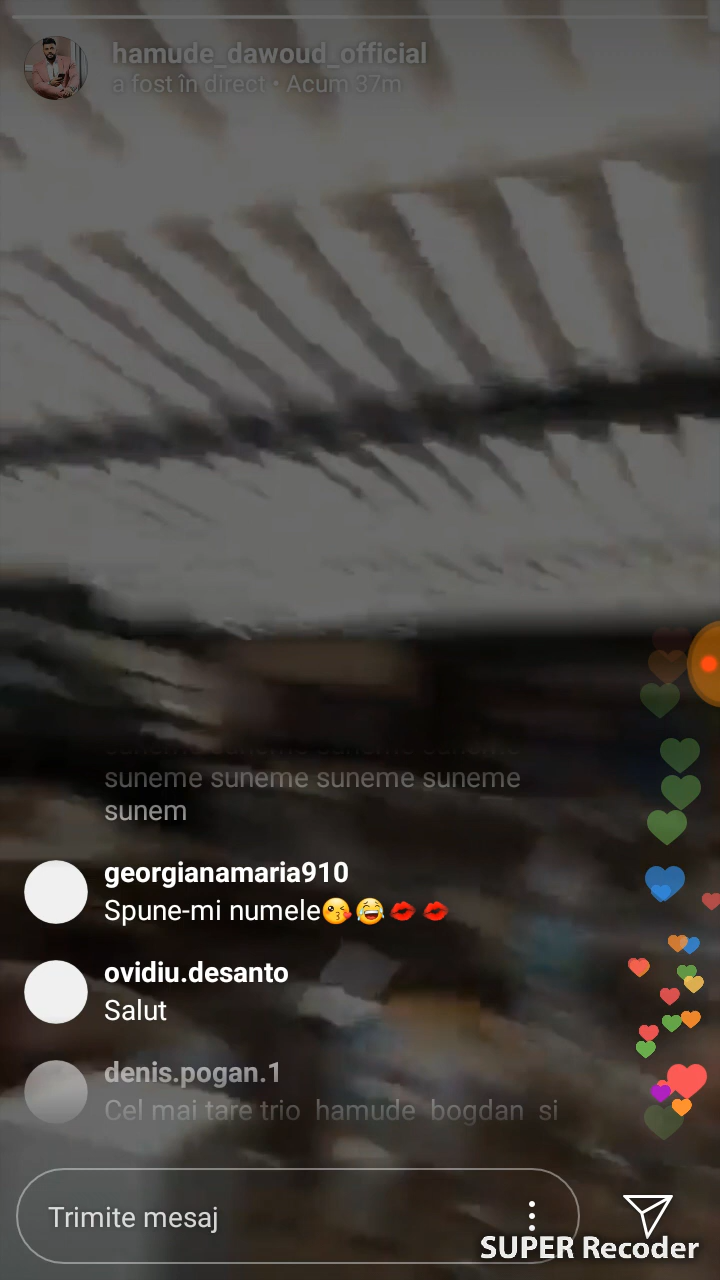 hamude_dawoud_official
a fost în direct • Acum 37m
suneme suneme suneme suneme
sunem
georgianamaria910
Spune-mi numele😘😂💋💋
ovidiu.desanto
Salut
denis.pogan.1
Cel mai tare trio hamude bogdan si
Trimite mesaj
SUPER Recoder